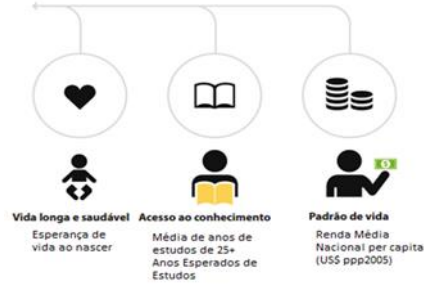 Vida longa e saudável
Esperança de
vida ao nascer
Acesso ao conhecimento
Média de anos de
estudos de 25+
Anos Esperados de
Estudos
Padrão de vida
Renda Média
Nacional per capita
(US$ ppp2005)